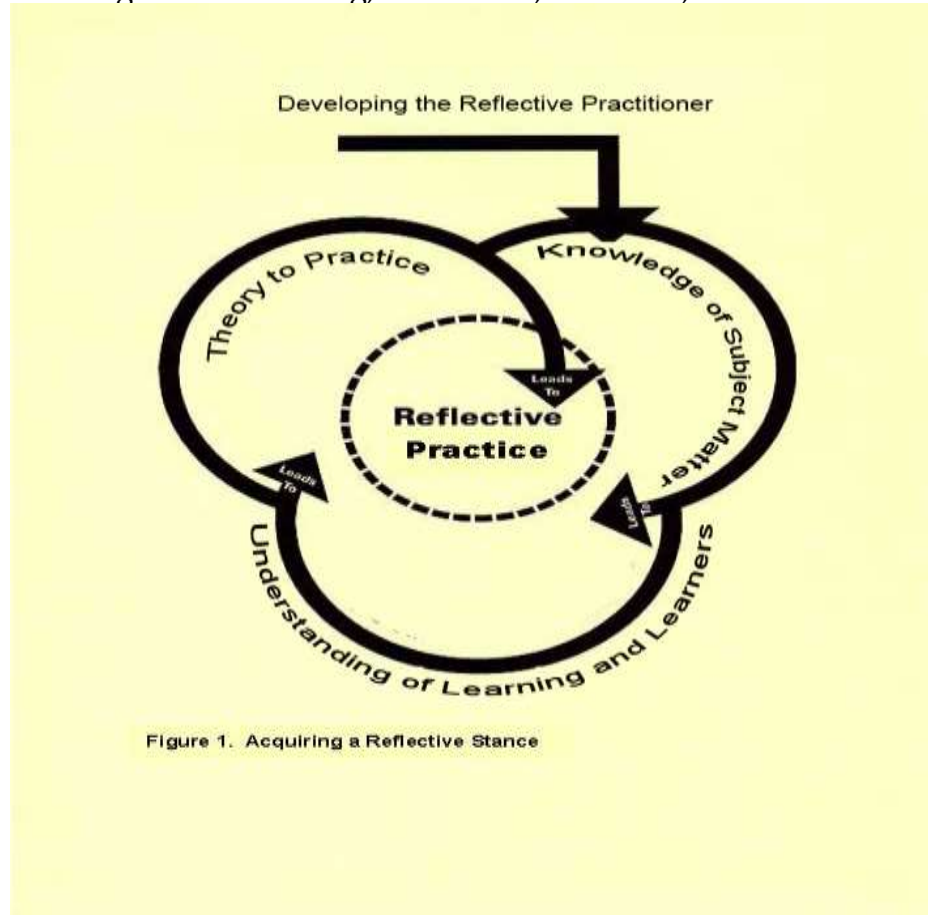 Developing the Reflective Practitioner
Theory to Practice
Knowledge of Subject Matter
Leads
To
Reflective
Practice
Leads
To
Leads
To
Understanding of Learning and Learners
Figure 1. Acquiring a Reflective Stance